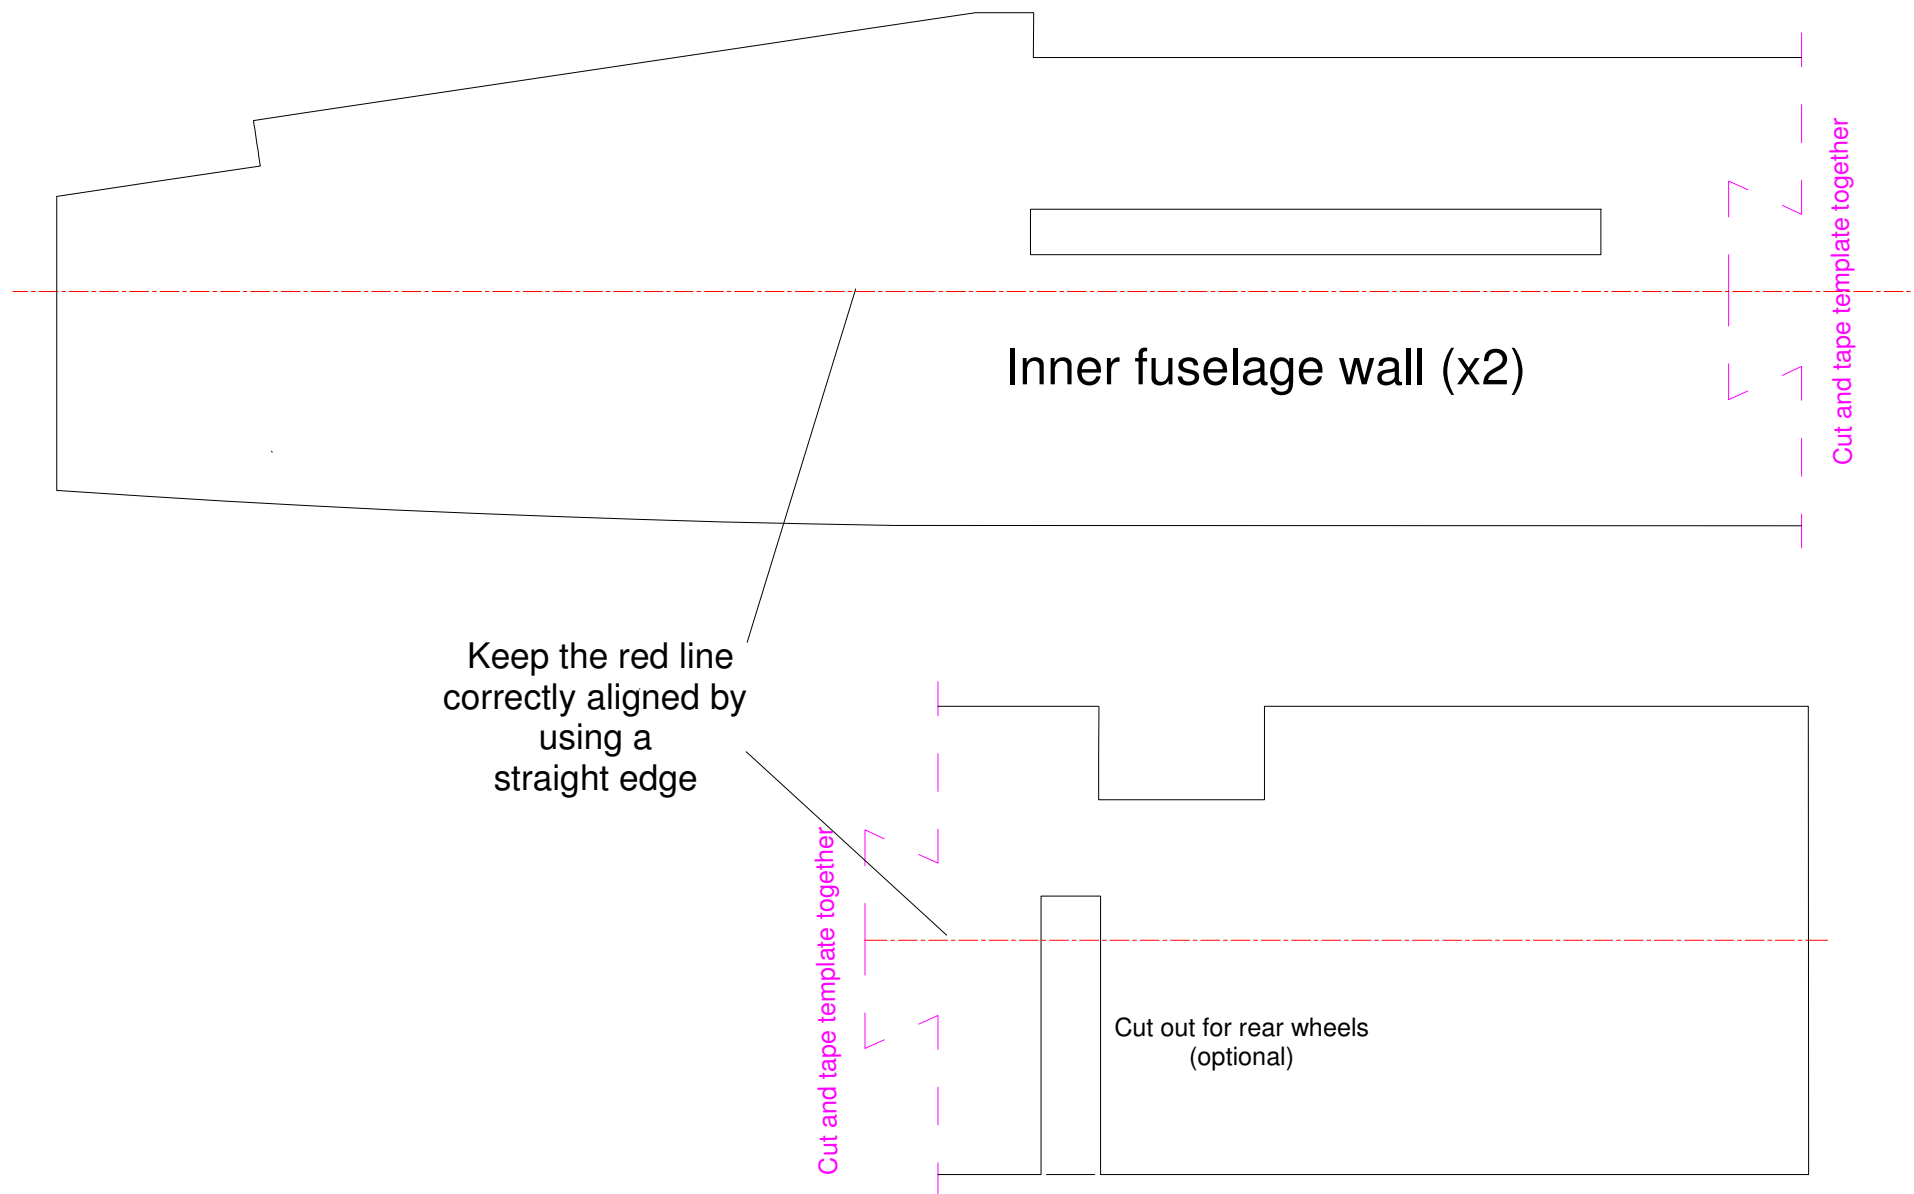 Cut and tape template together
Inner fuselage wall (x2)
Keep the red line
correctly aligned by
using a
straight edge
Cut and tape template together
Cut out for rear wheels
(optional)